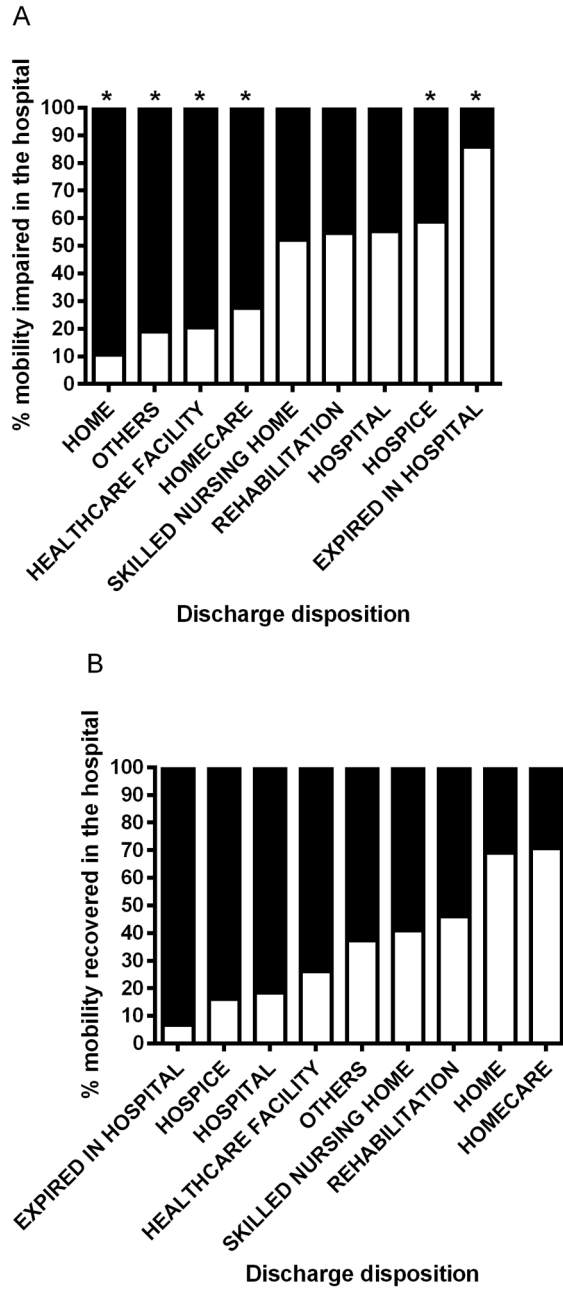 A
% mobility impaired in the hospital
* * * * * *
100
90
80
70
60
50
40
30
20
10
0
HOME
OTHERS
HEALTHCARE FACILITY
HOMECARE
SKILLED NURSING HOME
REHABILITATION
HOSPITAL
HOSPICE
EXPIRED IN HOSPITAL
Discharge disposition
B
% mobility recovered in the hospital
100
90
80
70
60
50
40
30
20
10
0
EXPIRED IN HOSPITAL
HOSPICE
HOSPITAL
HEALTHCARE FACILITY
OTHERS
SKILLED NURSING HOME
REHABILITATION
HOME
HOMECARE
Discharge disposition